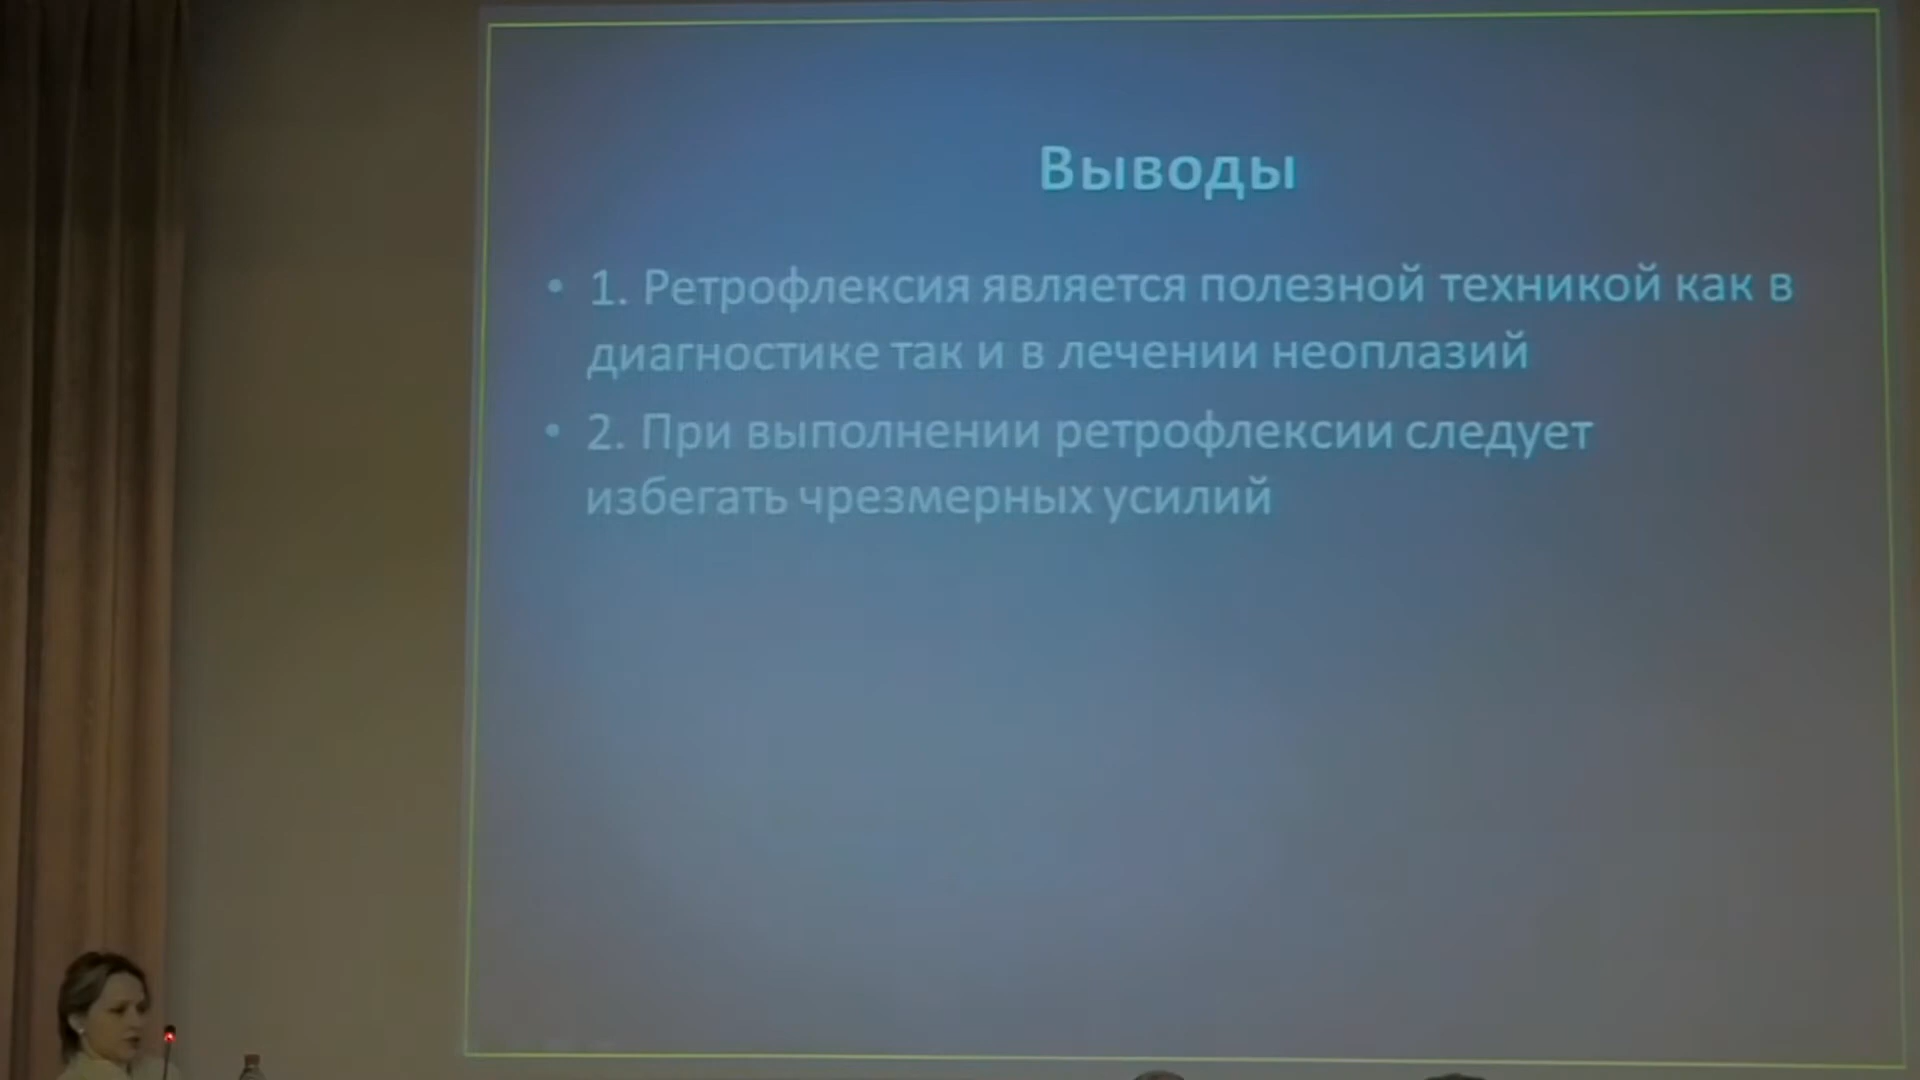 Выводы
• 1. Ретрофлексия является полезной техникой как в
диагностике так и в лечении неоплазий
• 2. При выполнении ретрофлексии следует
избегать чрезмерных усилий